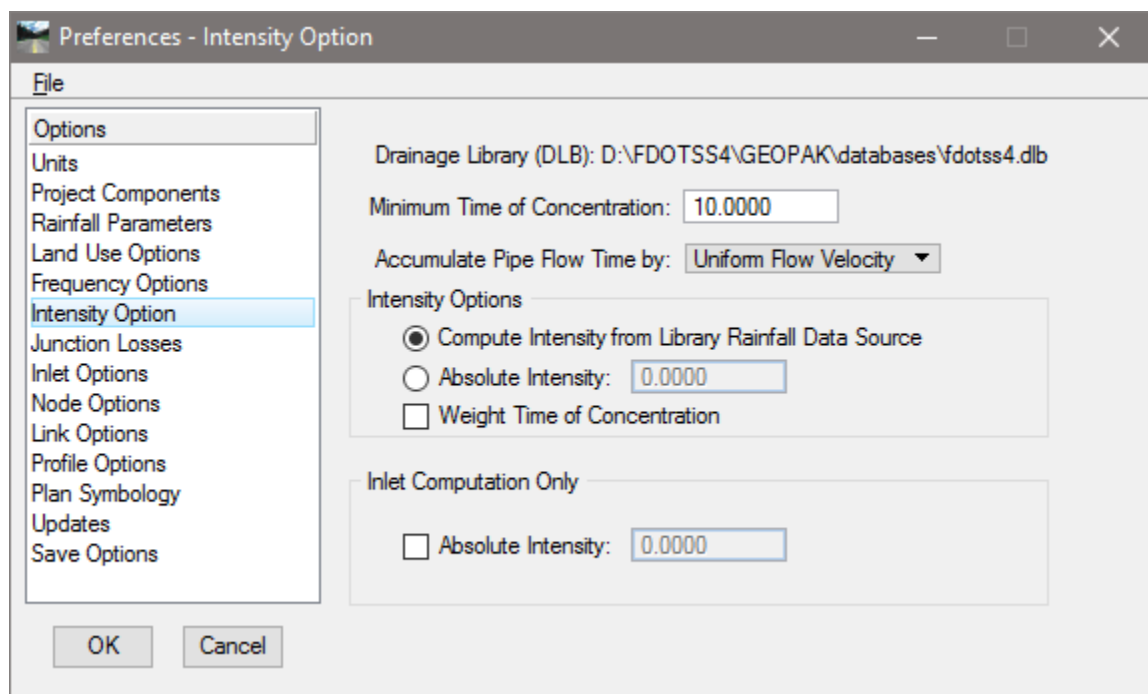 Preferences - Intensity Option
File
Options
Units
Project Components
Rainfall Parameters
Land Use Options
Frequency Options
Intensity Option
Junction Losses
Inlet Options
Node Options
Link Options
Profile Options
Plan Symbology
Updates
Save Options
Drainage Library (DLB): D:\FDOTSS4\GEOPAK\databases\fdotss4.dlb
Minimum Time of Concentration: 10.0000
Accumulate Pipe Flow Time by: Uniform Flow Velocity
Intensity Options
Compute Intensity from Library Rainfall Data Source
Absolute Intensity: 0.0000
Weight Time of Concentration
Inlet Computation Only
Absolute Intensity: 0.0000
OK Cancel